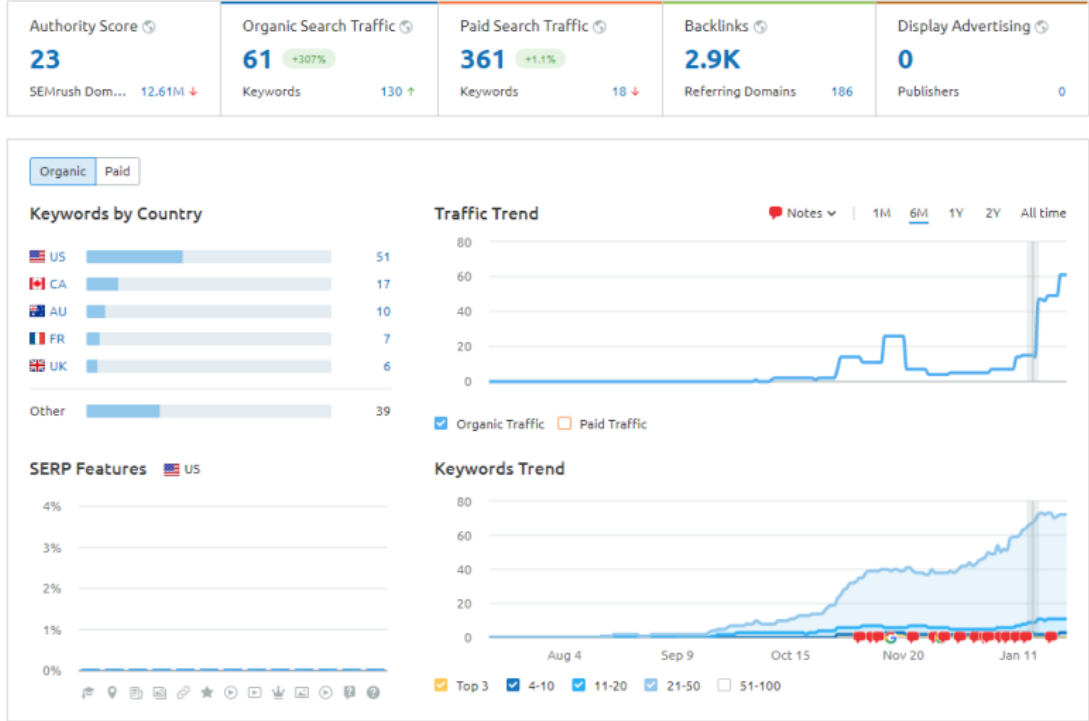 Authority Score
23
SEMrush Dom... 12.61M ↓
Organic Search Traffic
61 +307%
Keywords 130 ↑
Paid Search Traffic
361 +1.1%
Keywords 18 ↓
Backlinks
2.9K
Referring Domains 186
Display Advertising
0
Publishers 0
Organic Paid
Keywords by Country
US 51
CA 17
AU 10
FR 7
UK 6
Other 39
Traffic Trend
Notes 1M 6M 1Y 2Y All time
80
60
40
20
0
Organic Traffic Paid Traffic
SERP Features US
4%
3%
2%
1%
0%
Keywords Trend
80
60
40
20
0
Aug 4 Sep 9 Oct 15 Nov 20 Jan 11
Top 3 4-10 11-20 21-50 51-100